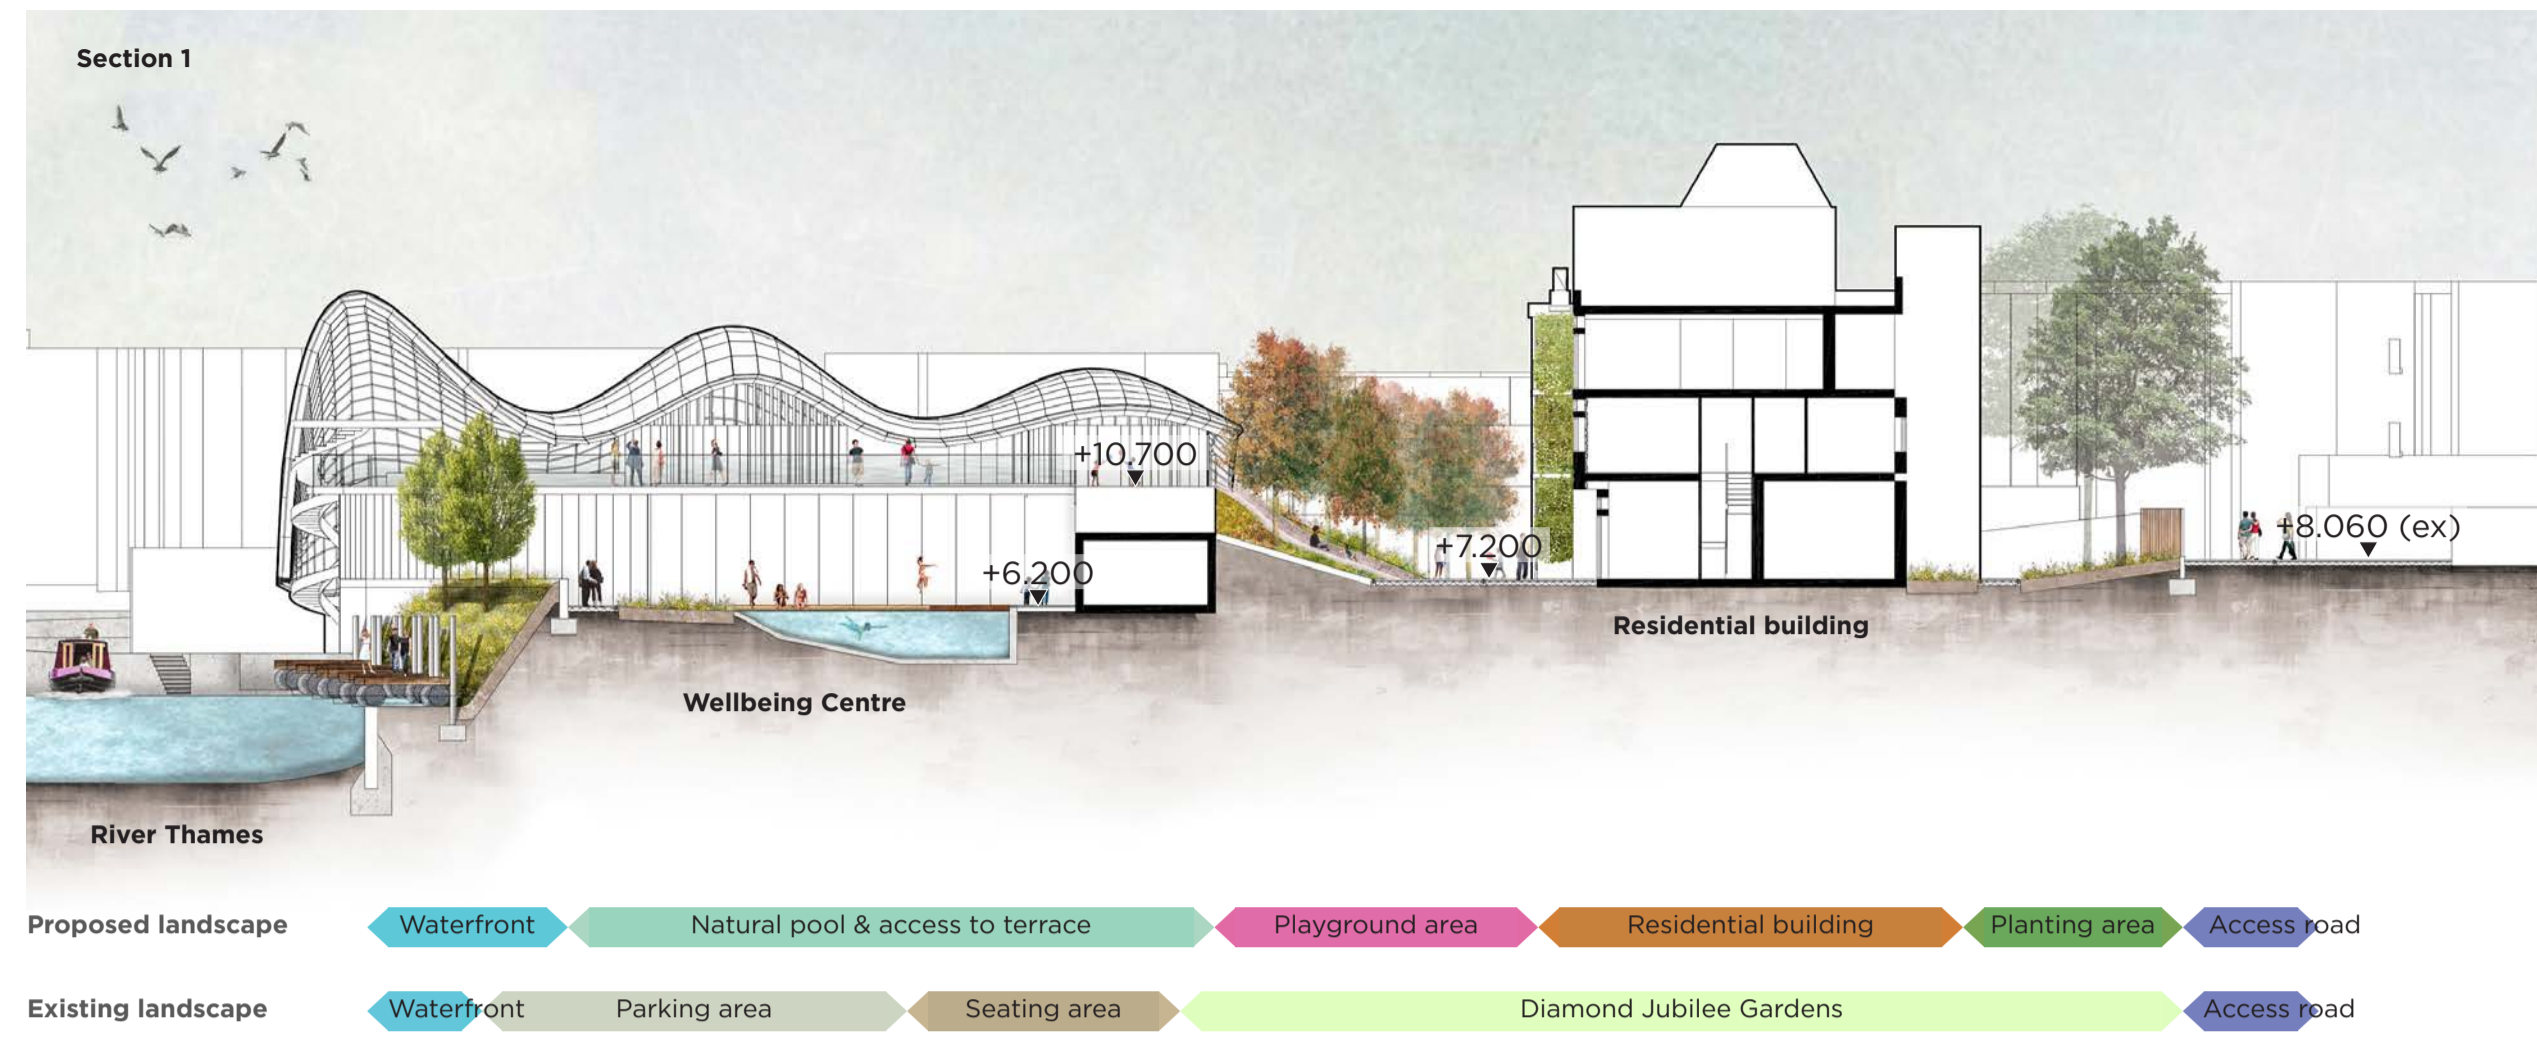 Section 1
+10.700
+7.200
+8.060 (ex)
+6.200
Residential building
Wellbeing Centre
River Thames
Proposed landscape Waterfront Natural pool & access to terrace Playground area Residential building Planting area Access road
Existing landscape Waterfront Parking area Seating area Diamond Jubilee Gardens Access road